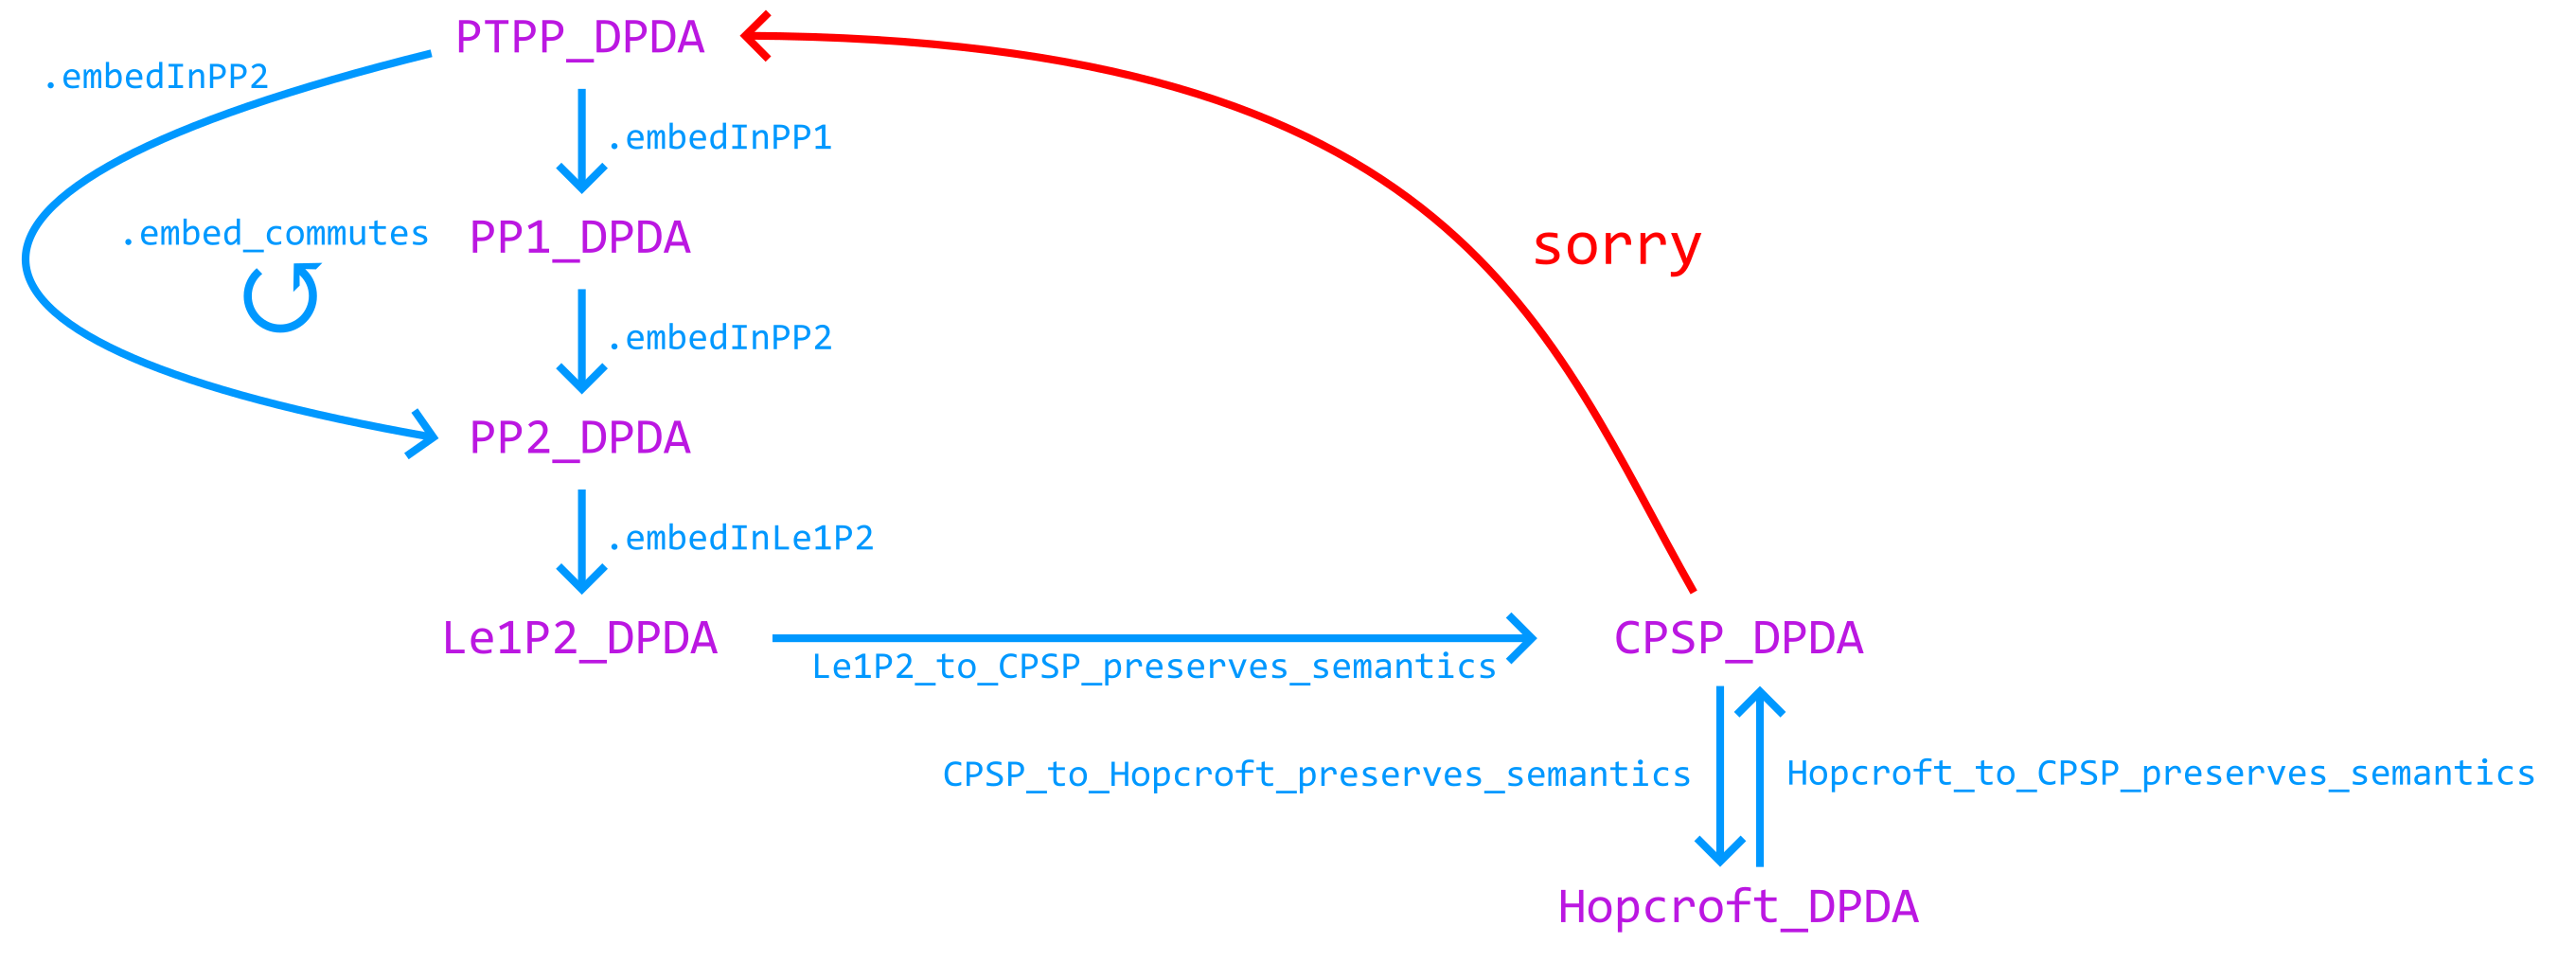 PTPP_DPDA
.embedInPP2
.embedInPP1
.embed_commutes
PP1_DPDA
sorry
.embedInPP2
PP2_DPDA
.embedInLe1P2
Le1P2_DPDA
CPSP_DPDA
Le1P2_to_CPSP_preserves_semantics
CPSP_to_Hopcroft_preserves_semantics
Hopcroft_to_CPSP_preserves_semantics
Hopcroft_DPDA